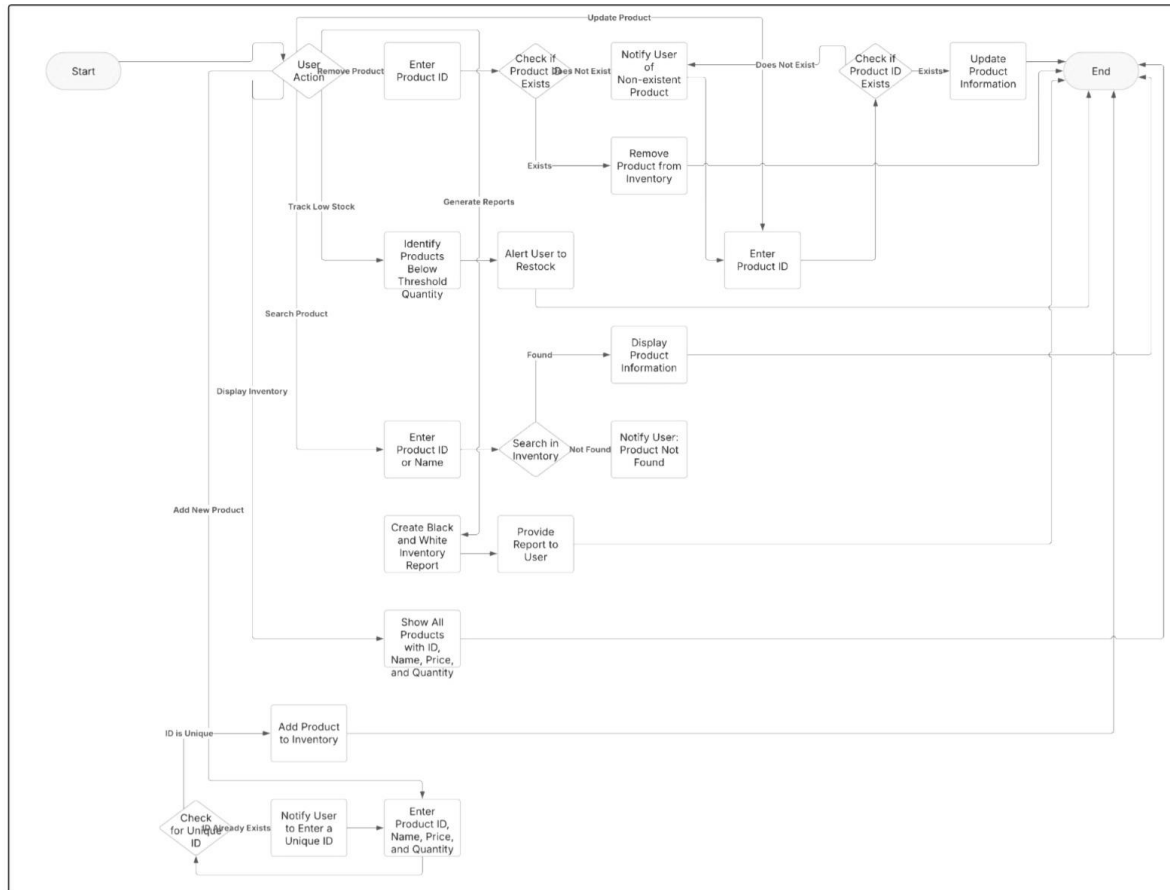 Update Product
Start
User
Action
Remove Product
Enter
Product ID
Check if
Product ID
Exists
Does Not Exist
Notify User
of
Non-existent
Product
Does Not Exist
Check if
Product ID
Exists
Exists
Update
Product
Information
End
Exists
Remove
Product from
Inventory
Track Low Stock
Generate Reports
Identify
Products
Below
Threshold
Quantity
Alert User to
Restock
Enter
Product ID
Search Product
Found
Display
Product
Information
Display Inventory
Enter
Product ID
or Name
Search in
Inventory
Not Found
Notify User:
Product Not
Found
Add New Product
Create Black
and White
Inventory
Report
Provide
Report to
User
Show All
Products
with ID,
Name, Price,
and Quantity
ID is Unique
Add Product
to Inventory
Check
for Unique
ID
ID Already Exists
Notify User
to Enter a
Unique ID
Enter
Product ID,
Name, Price,
and Quantity